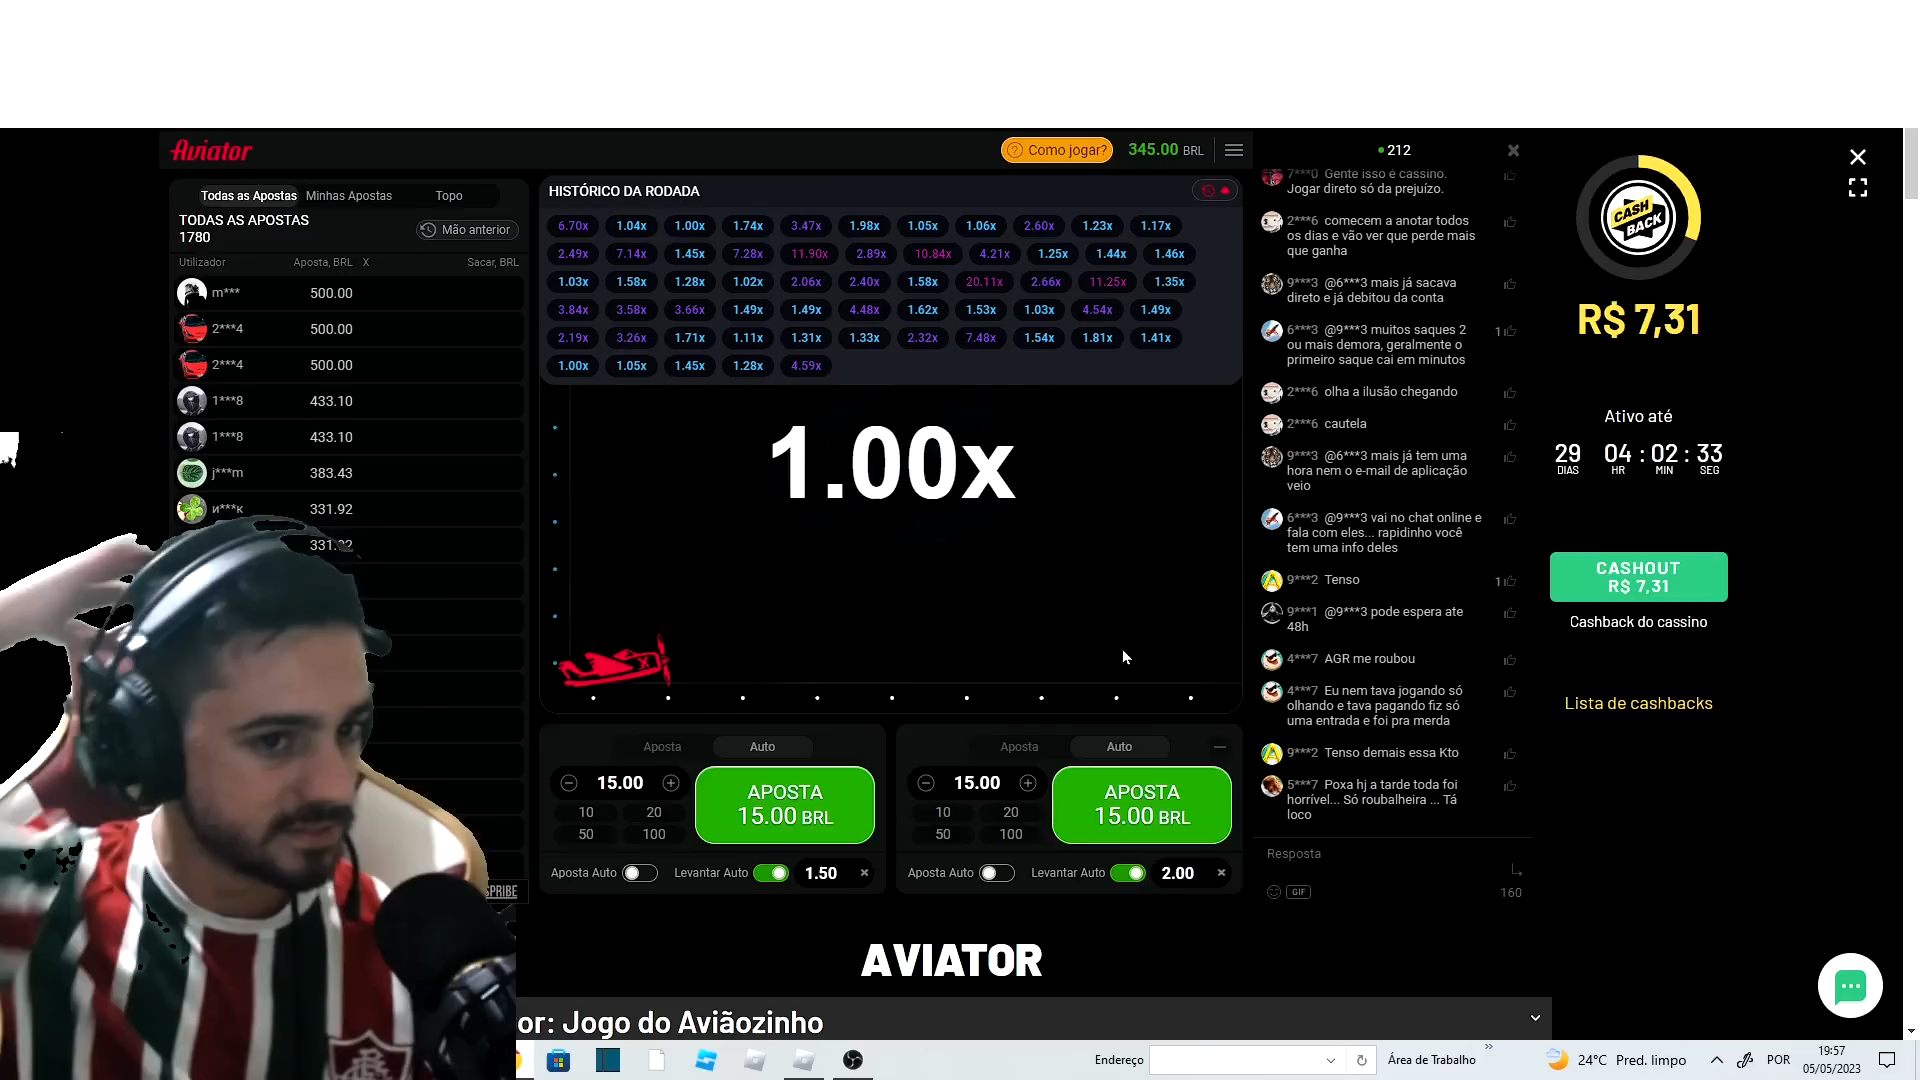 Aviator
? Como jogar?
345.00 BRL
Todas as Apostas
Minhas Apostas
Topo
TODAS AS APOSTAS
1780
Mão anterior
Utilizador
Aposta, BRL
X
Sacar, BRL
m***
500.00
2***4
500.00
2***4
500.00
1***8
433.10
1***8
433.10
j***m
383.43
и***к
331.92
HISTÓRICO DA RODADA
6.70x 1.04x 1.00x 1.74x 3.47x 1.98x 1.05x 1.06x 2.60x 1.23x 1.17x
2.49x 7.14x 1.45x 7.28x 11.90x 2.89x 10.84x 4.21x 1.25x 1.44x 1.46x
1.03x 1.58x 1.28x 1.02x 2.06x 2.40x 1.58x 20.11x 2.66x 11.25x 1.35x
3.84x 3.58x 3.66x 1.49x 1.49x 4.48x 1.62x 1.53x 1.03x 4.54x 1.49x
2.19x 3.26x 1.71x 1.11x 1.31x 1.33x 2.32x 7.48x 1.54x 1.81x 1.41x
1.00x 1.05x 1.45x 1.28x 4.59x
1.00x
Aposta
Auto
15.00
10 20
50 100
APOSTA
15.00 BRL
Aposta Auto
Levantar Auto
1.50
Aposta
Auto
15.00
10 20
50 100
APOSTA
15.00 BRL
Aposta Auto
Levantar Auto
2.00
212
7***0 Gente isso é cassino.
Jogar direto só da prejuízo.
2***6 comecem a anotar todos
os dias e vão ver que perde mais
que ganha
9***3 @6***3 mais já sacava
direto e já debitou da conta
6***3 @9***3 muitos saques 2
ou mais demora, geralmente o
primeiro saque cai em minutos
1
2***6 olha a ilusão chegando
2***6 cautela
9***3 @6***3 mais já tem uma
hora nem o e-mail de aplicação
veio
6***3 @9***3 vai no chat online e
fala com eles... rapidinho você
tem uma info deles
9***2 Tenso
1
9***1 @9***3 pode espera ate
48h
4***7 AGR me roubou
4***7 Eu nem tava jogando só
olhando e tava pagando fiz só
uma entrada e foi pra merda
9***2 Tenso demais essa Kto
5***7 Poxa hj a tarde toda foi
horrível... Só roubalheira ... Tá
loco
Resposta
GIF
160
CASH
BACK
R$ 7,31
Ativo até
29 04 : 02 : 33
DIAS HR MIN SEG
CASHOUT
R$ 7,31
Cashback do cassino
Lista de cashbacks
SPRIBE
AVIATOR
or: Jogo do Aviãozinho
Endereço
Área de Trabalho
24°C Pred. limpo
POR
19:57
05/05/2023